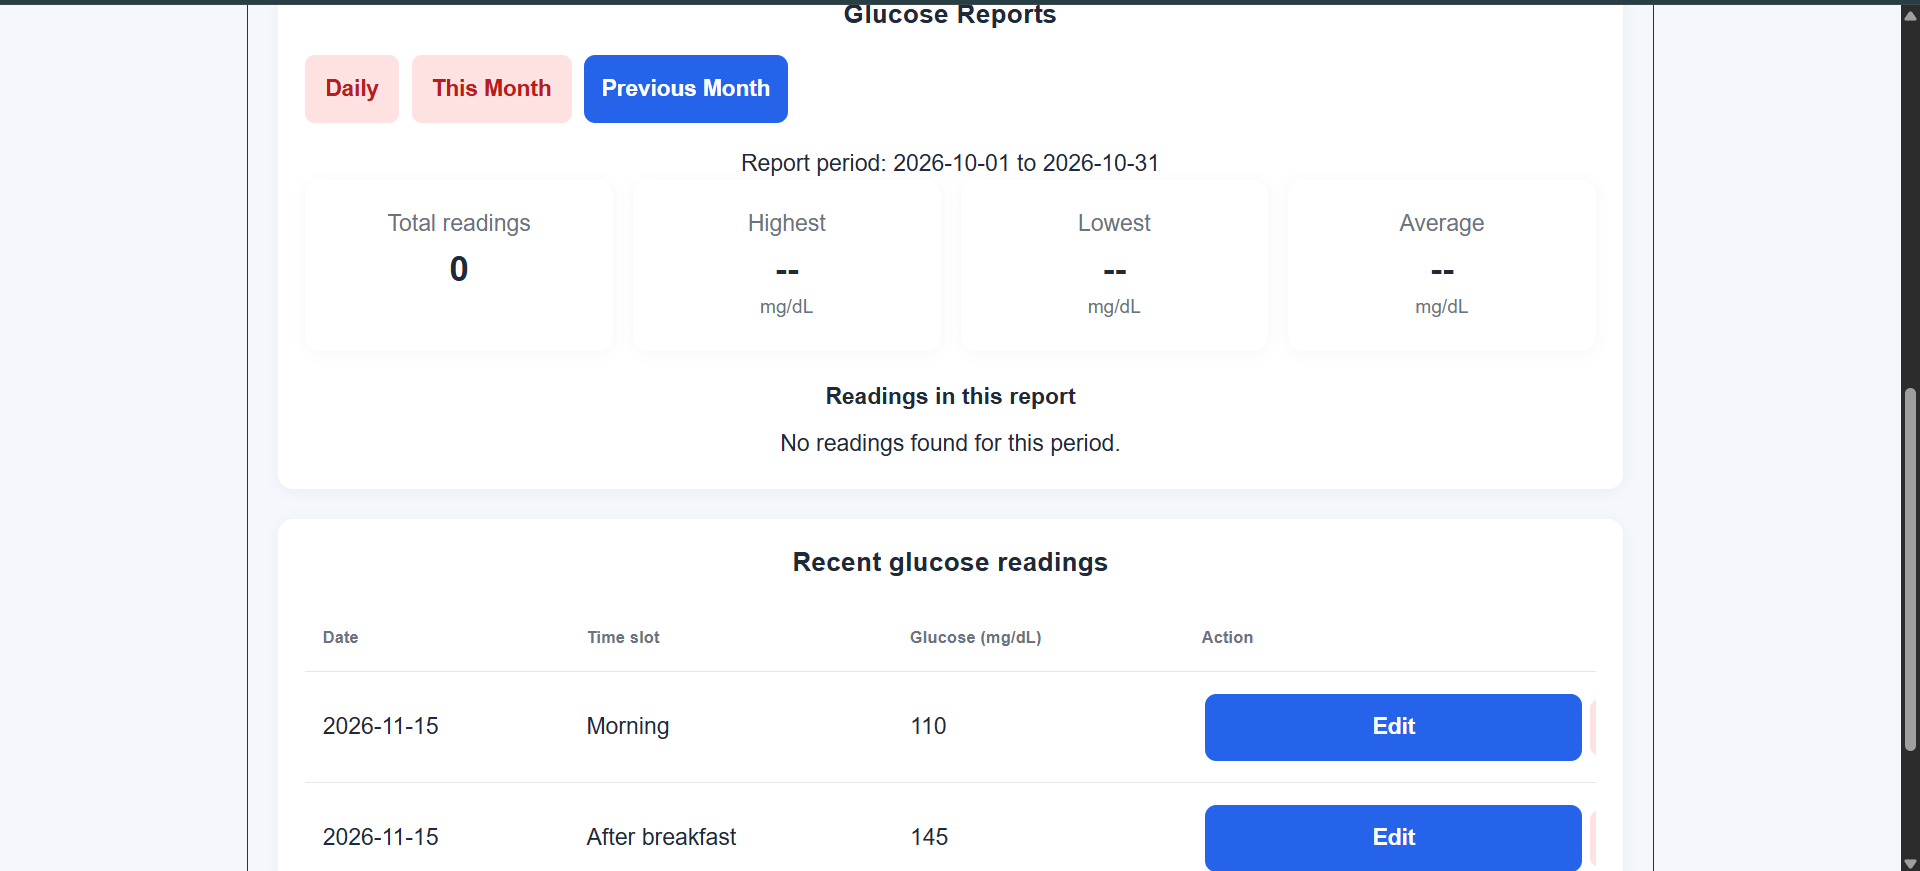 Glucose Reports
Daily This Month Previous Month
Report period: 2026-10-01 to 2026-10-31
Total readings Highest Lowest Average
0 -- -- --
mg/dL mg/dL mg/dL
Readings in this report
No readings found for this period.
Recent glucose readings
Date Time slot Glucose (mg/dL) Action
2026-11-15 Morning 110 Edit
2026-11-15 After breakfast 145 Edit